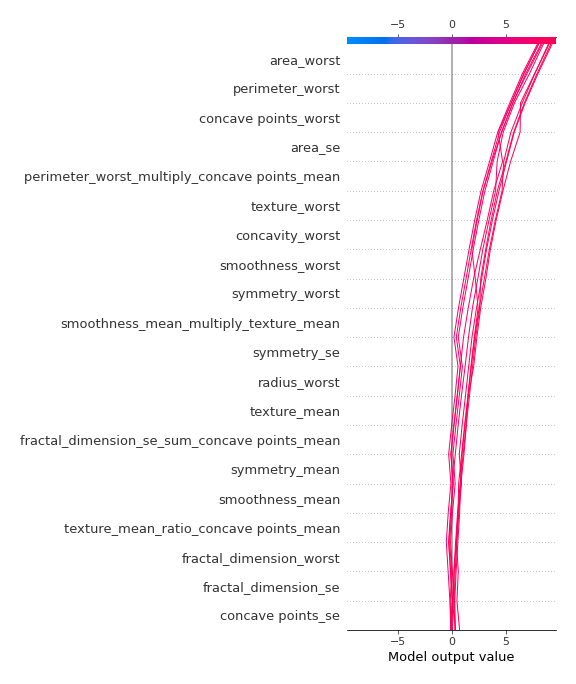 −5 0 5
area_worst
perimeter_worst
concave points_worst
area_se
perimeter_worst_multiply_concave points_mean
texture_worst
concavity_worst
smoothness_worst
symmetry_worst
smoothness_mean_multiply_texture_mean
symmetry_se
radius_worst
texture_mean
fractal_dimension_se_sum_concave points_mean
symmetry_mean
smoothness_mean
texture_mean_ratio_concave points_mean
fractal_dimension_worst
fractal_dimension_se
concave points_se
−5 0 5
Model output value